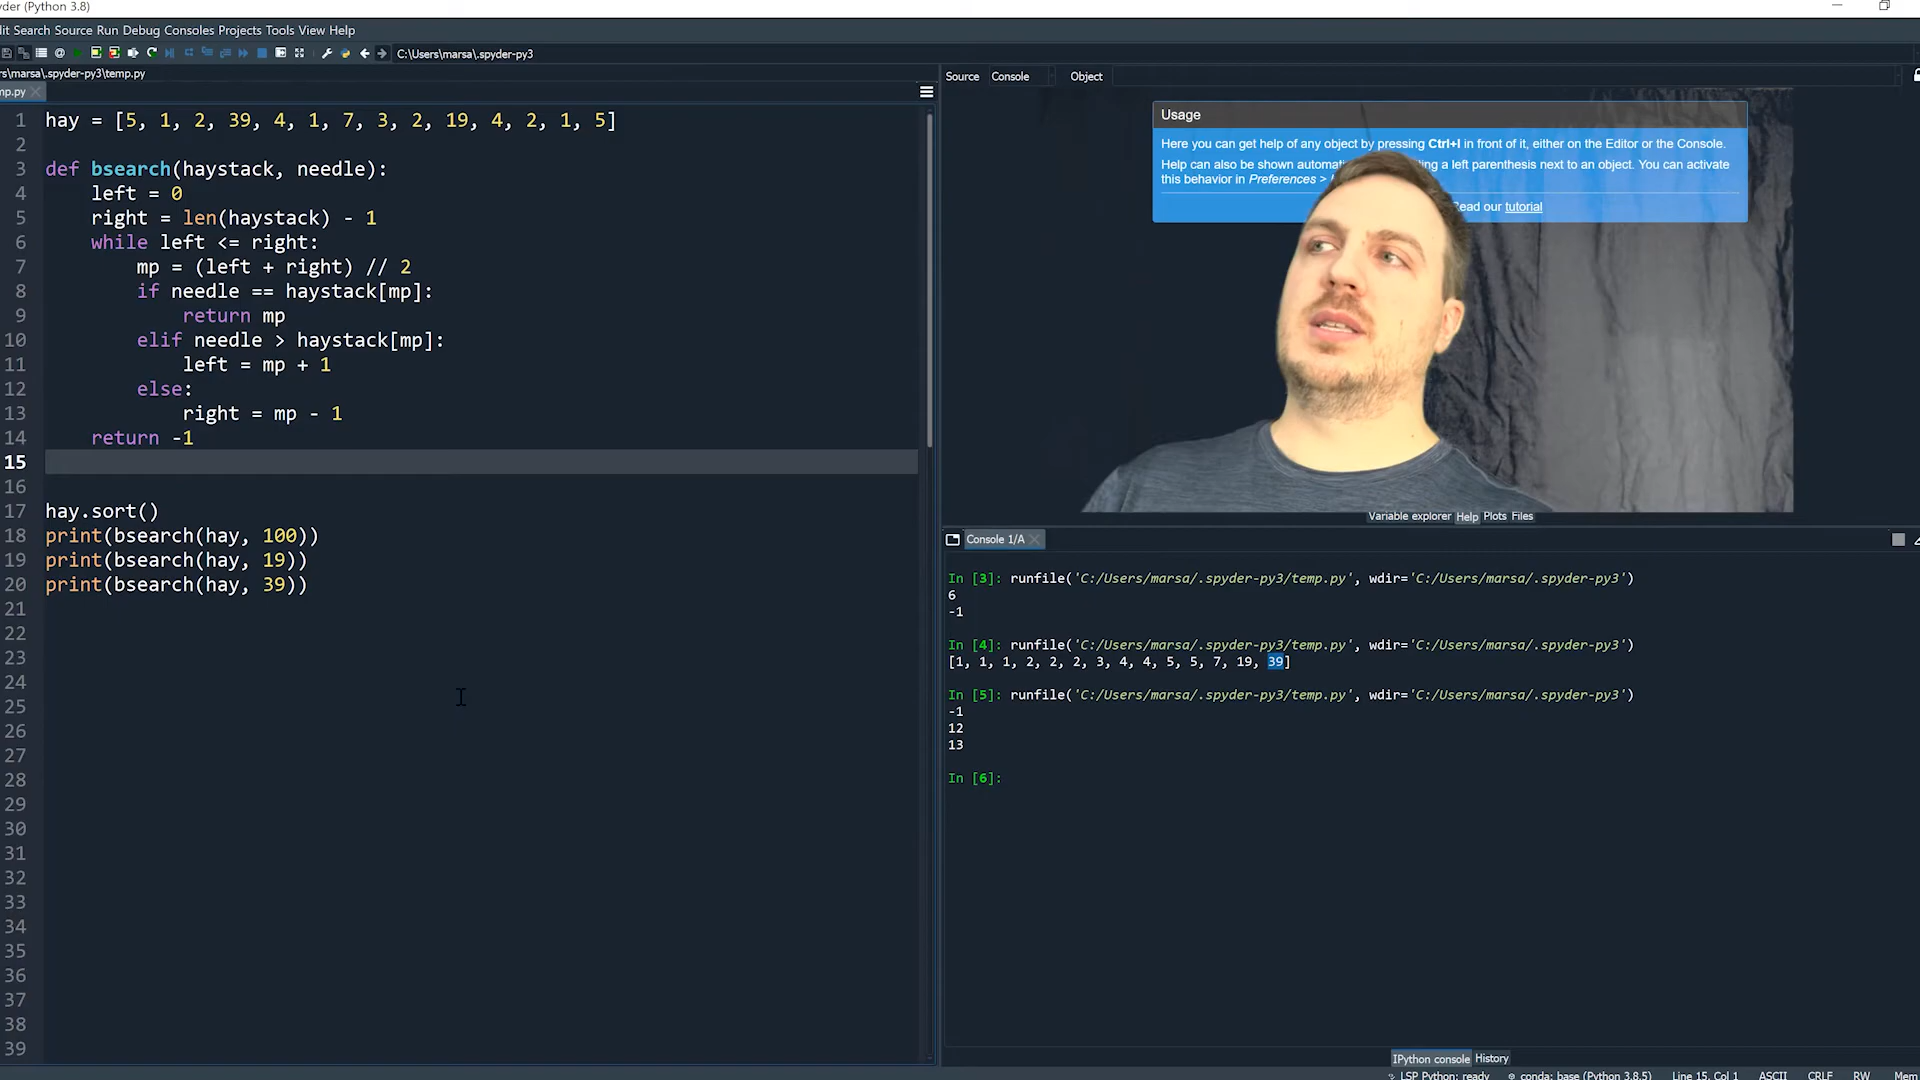 yder (Python 3.8)
dit Search Source Run Debug Consoles Projects Tools View Help
C:\Users\marsa\.spyder-py3
rs\marsa\.spyder-py3\temp.py
mp.py
1 hay = [5, 1, 2, 39, 4, 1, 7, 3, 2, 19, 4, 2, 1, 5]
2
3 def bsearch(haystack, needle):
4 left = 0
5 right = len(haystack) - 1
6 while left <= right:
7 mp = (left + right) // 2
8 if needle == haystack[mp]:
9 return mp
10 elif needle > haystack[mp]:
11 left = mp + 1
12 else:
13 right = mp - 1
14 return -1
15
16
17 hay.sort()
18 print(bsearch(hay, 100))
19 print(bsearch(hay, 19))
20 print(bsearch(hay, 39))
21
22
23
24
25
26
27
28
29
30
31
32
33
34
35
36
37
38
39
Source Console Object
Usage
Here you can get help of any object by pressing Ctrl+I in front of it, either on the Editor or the Console.
Help can also be shown automati ing a left parenthesis next to an object. You can activate
this behavior in Preferences >
Read our tutorial
Variable explorer Help Plots Files
Console 1/A
In [3]: runfile('C:/Users/marsa/.spyder-py3/temp.py', wdir='C:/Users/marsa/.spyder-py3')
6
-1
In [4]: runfile('C:/Users/marsa/.spyder-py3/temp.py', wdir='C:/Users/marsa/.spyder-py3')
[1, 1, 1, 2, 2, 2, 3, 4, 4, 5, 5, 7, 19, 39]
In [5]: runfile('C:/Users/marsa/.spyder-py3/temp.py', wdir='C:/Users/marsa/.spyder-py3')
-1
12
13
In [6]:
IPython console History
LSP Python: ready conda: base (Python 3.8.5) Line 15, Col 1 ASCII CRLF RW Mem